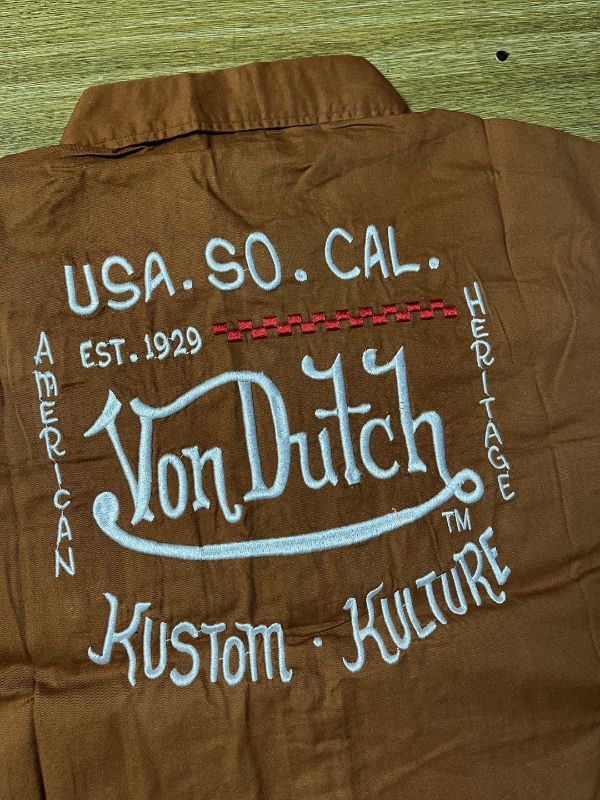 USA.SO.CAL.
EST.1929
AMERICAN
Von Dutch
HERITAGE
TM
KUSTOM · KULTURE